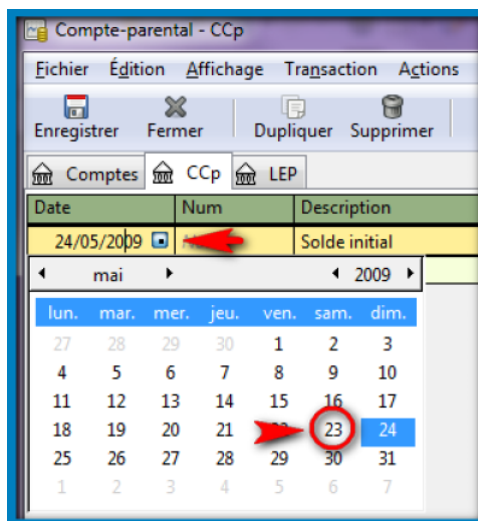 Compte-parental - CCp
Fichier Édition Affichage Transaction Actions
Enregistrer Fermer Dupliquer Supprimer
Comptes CCp LEP
Date Num Description
24/05/2009 Solde initial
mai 2009
lun. mar. mer. jeu. ven. sam. dim.
27 28 29 30 1 2 3
4 5 6 7 8 9 10
11 12 13 14 15 16 17
18 19 20 21 23 24
25 26 27 28 29 30 31
1 2 3 4 5 6 7